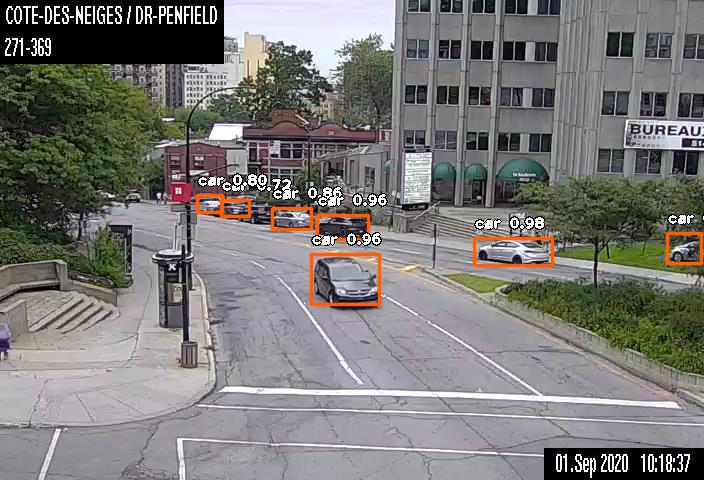 COTE-DES-NEIGES / DR-PENFIELD
271-369
car 0.80
0.72
car 0.86
car 0.96
car 0.96
car 0.98
car
BUREAUX
514
01.Sep 2020 10:18:37